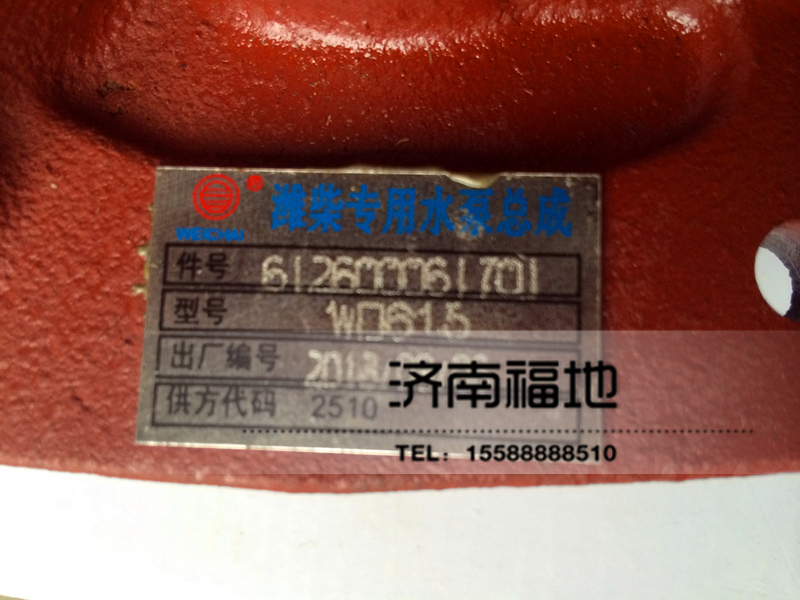 WEICHAI
潍柴专用水泵总成
件号 612600061701
型号 WD615
出厂编号
供方代码 2510
济南福地
TEL: 15588888510